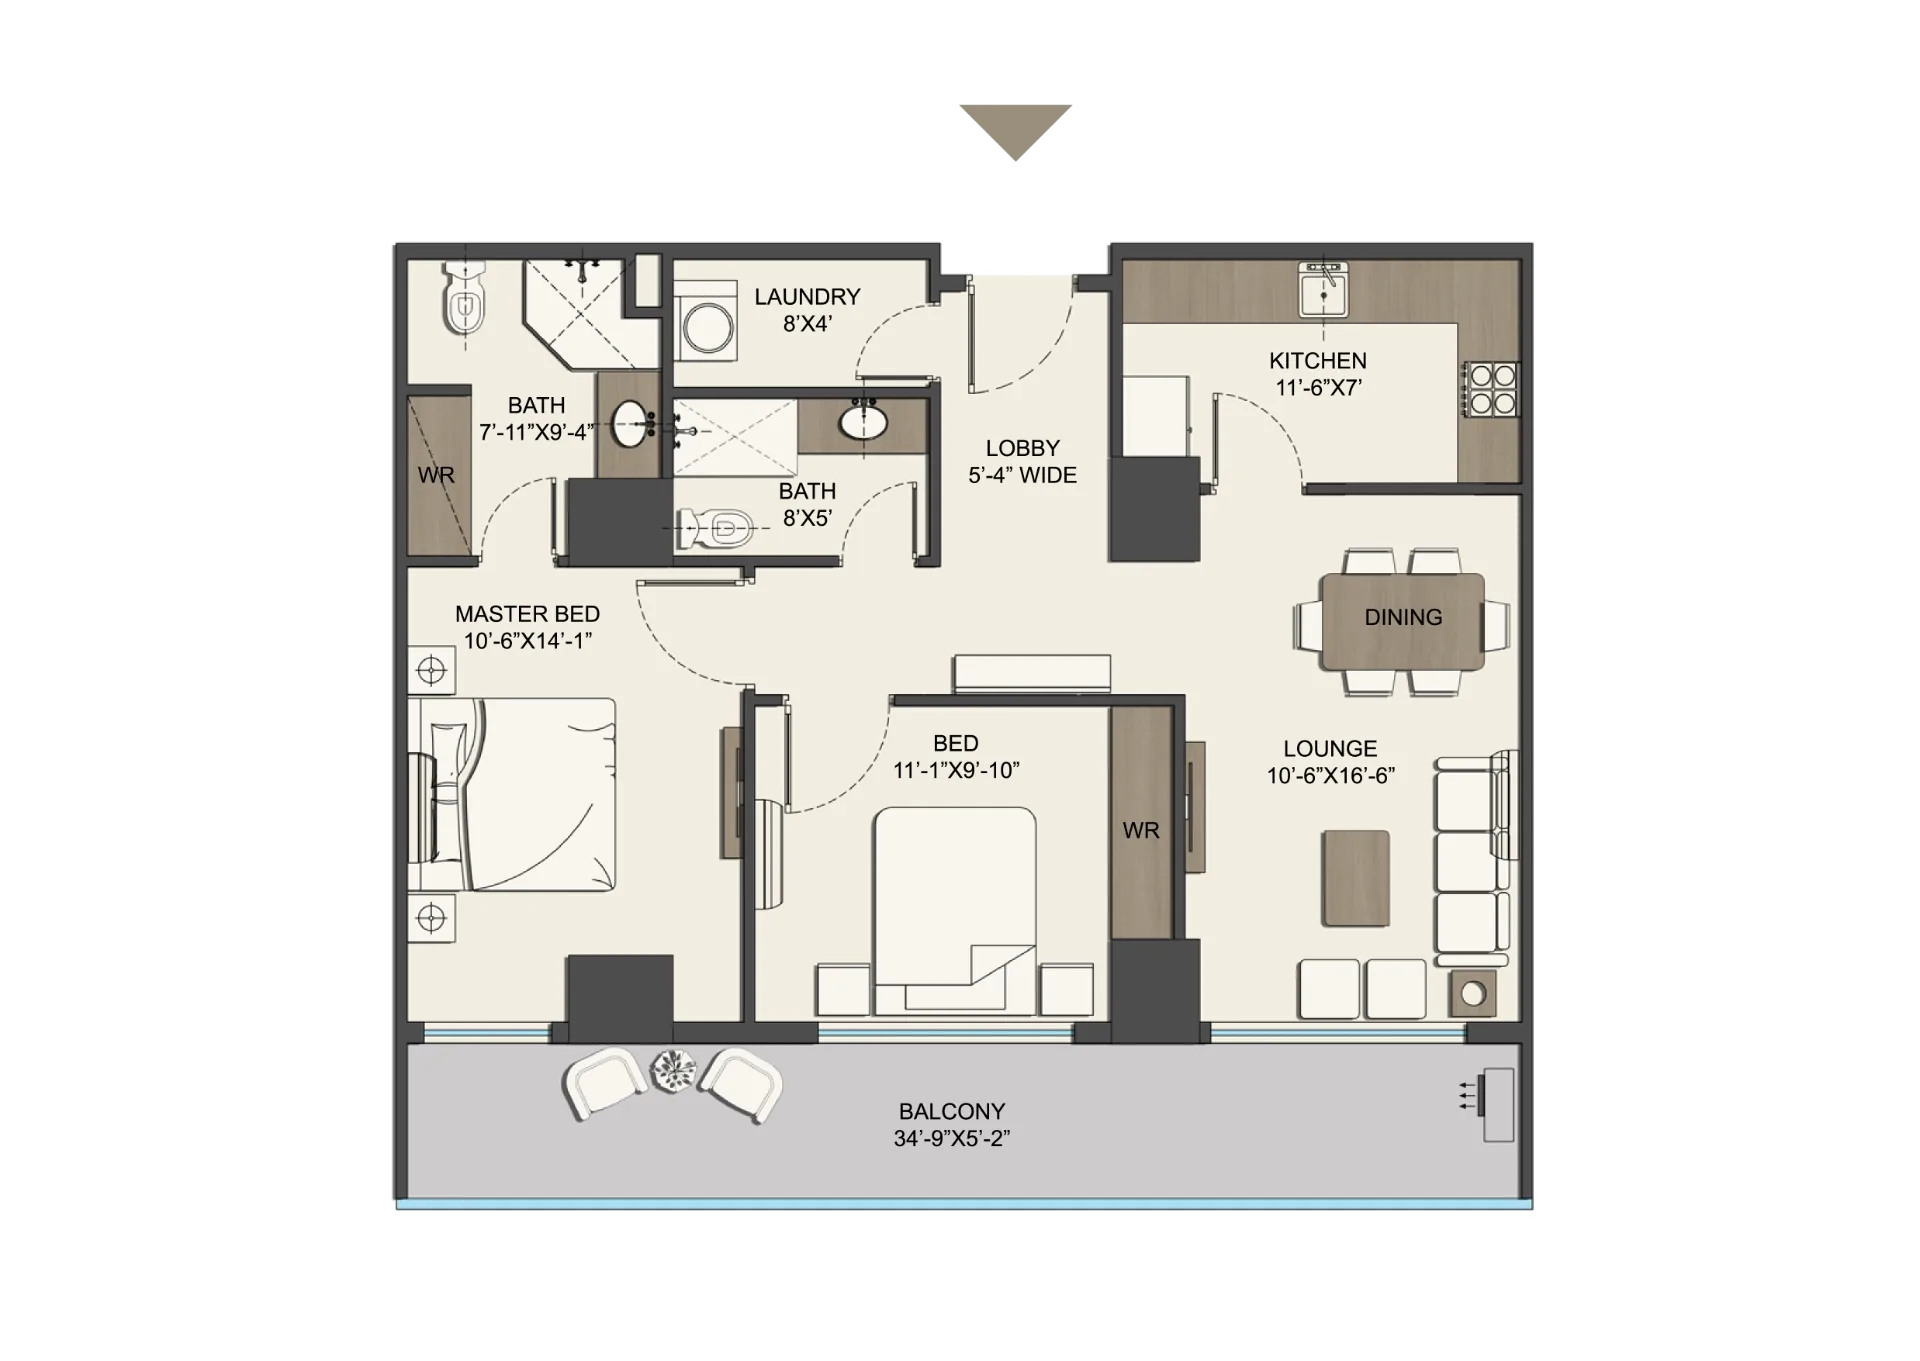 LAUNDRY
8’X4’
KITCHEN
11’-6”X7’
BATH
7’-11”X9’-4”
LOBBY
5’-4” WIDE
WR
BATH
8’X5’
MASTER BED
10’-6”X14’-1”
DINING
BED
11’-1”X9’-10”
LOUNGE
10’-6”X16’-6”
WR
BALCONY
34’-9”X5’-2”